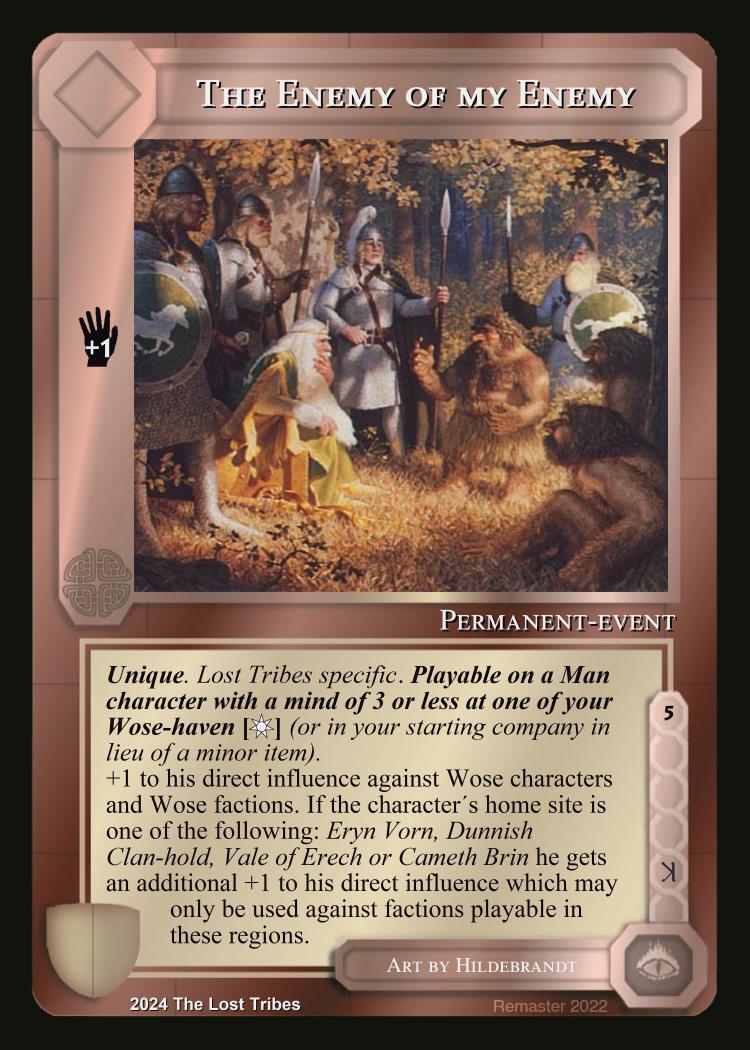 The Enemy of my Enemy
+1
Permanent-event
Unique. Lost Tribes specific. Playable on a Man
character with a mind of 3 or less at one of your
Wose-haven [] (or in your starting company in
lieu of a minor item).
+1 to his direct influence against Wose characters
and Wose factions. If the character´s home site is
one of the following: Eryn Vorn, Dunnish
Clan-hold, Vale of Erech or Cameth Brin he gets
an additional +1 to his direct influence which may
only be used against factions playable in
these regions.
5
Art by Hildebrandt
2024 The Lost Tribes
Remaster 2022